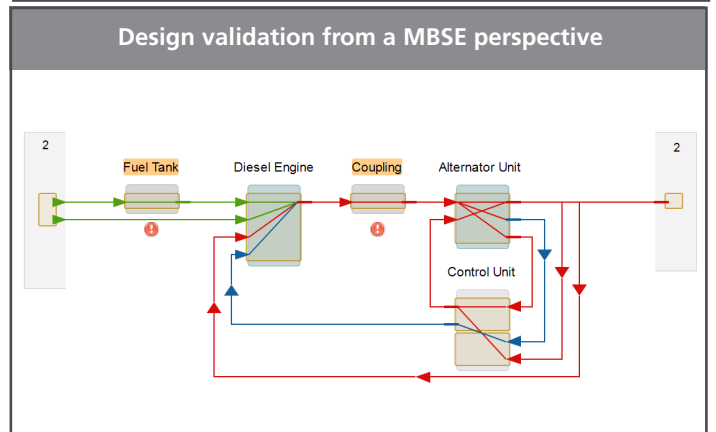 Design validation from a MBSE perspective
2
2
Fuel Tank
Diesel Engine
Coupling
Alternator Unit
Control Unit